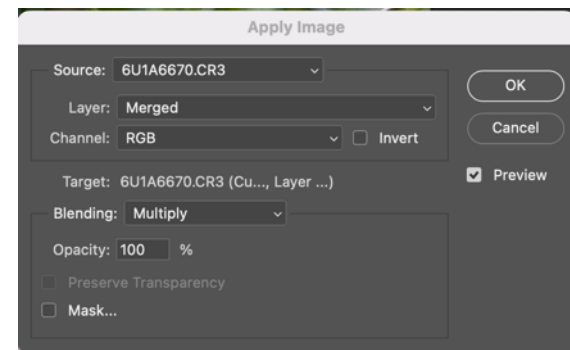 Apply Image
Source: 6U1A6670.CR3
OK
Layer: Merged
Channel: RGB Invert
Cancel
Target: 6U1A6670.CR3 (Cu..., Layer ...)
Preview
Blending: Multiply
Opacity: 100 %
Preserve Transparency
Mask...